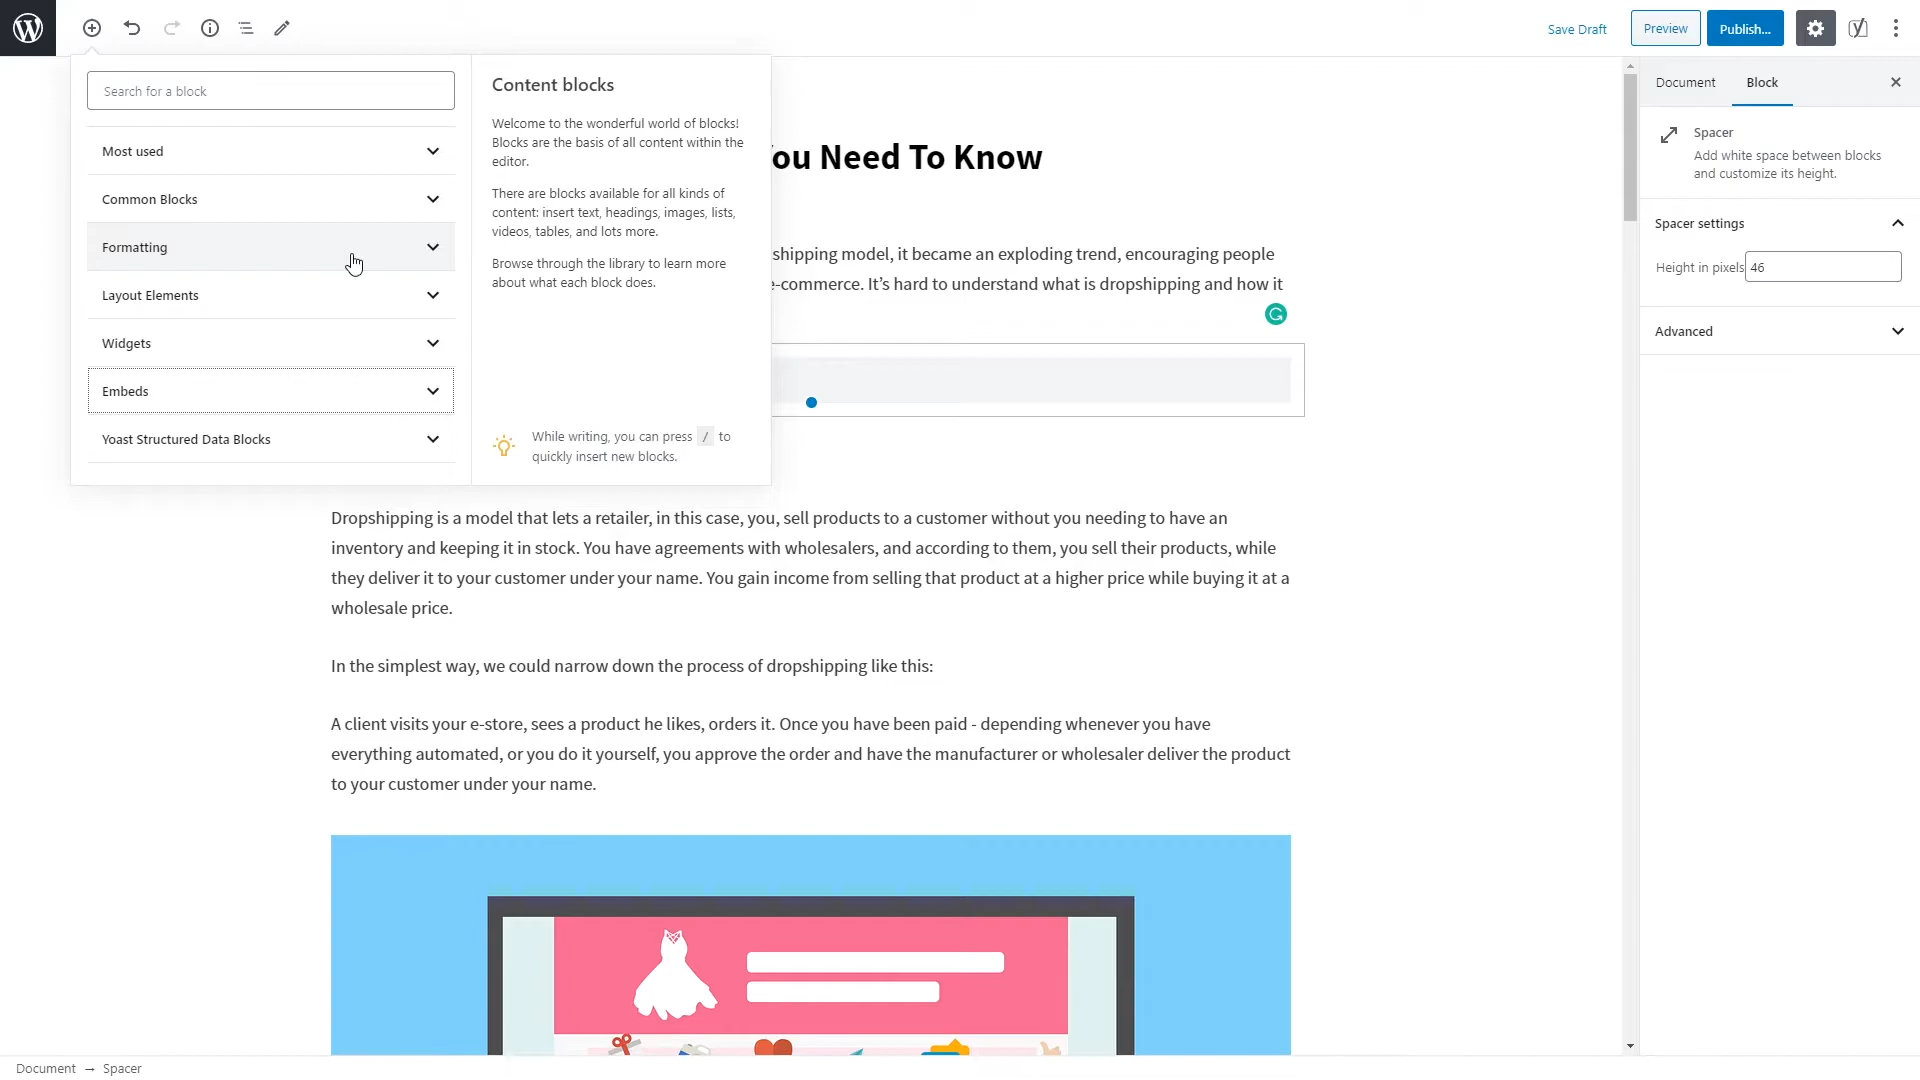 Save Draft
Preview
Publish...
Search for a block
Most used
Common Blocks
Formatting
Layout Elements
Widgets
Embeds
Yoast Structured Data Blocks
Content blocks
Welcome to the wonderful world of blocks!
Blocks are the basis of all content within the
editor.
There are blocks available for all kinds of
content: insert text, headings, images, lists,
videos, tables, and lots more.
Browse through the library to learn more
about what each block does.
While writing, you can press / to
quickly insert new blocks.
ou Need To Know
shipping model, it became an exploding trend, encouraging people
e-commerce. It’s hard to understand what is dropshipping and how it
Dropshipping is a model that lets a retailer, in this case, you, sell products to a customer without you needing to have an
inventory and keeping it in stock. You have agreements with wholesalers, and according to them, you sell their products, while
they deliver it to your customer under your name. You gain income from selling that product at a higher price while buying it at a
wholesale price.
In the simplest way, we could narrow down the process of dropshipping like this:
A client visits your e-store, sees a product he likes, orders it. Once you have been paid - depending whenever you have
everything automated, or you do it yourself, you approve the order and have the manufacturer or wholesaler deliver the product
to your customer under your name.
Document
Block
Spacer
Add white space between blocks
and customize its height.
Spacer settings
Height in pixels 46
Advanced
Document → Spacer